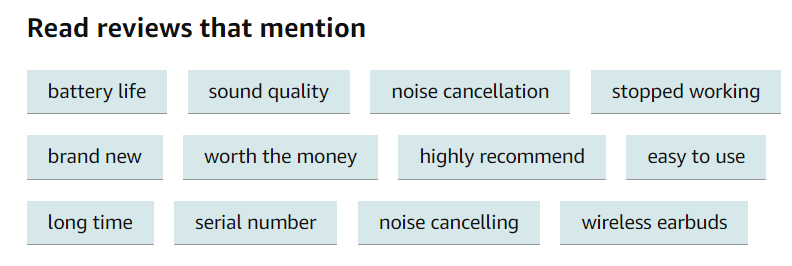 Read reviews that mention
battery life sound quality noise cancellation stopped working
brand new worth the money highly recommend easy to use
long time serial number noise cancelling wireless earbuds